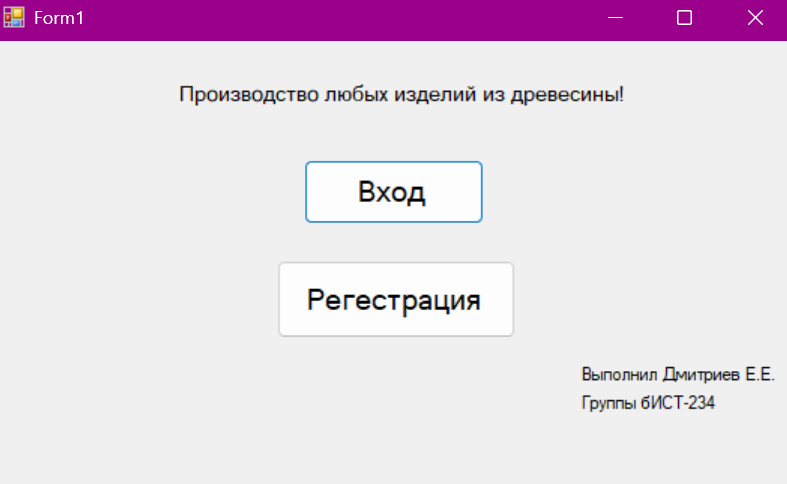 Form1
Производство любых изделий из древесины!
Вход
Регестрация
Выполнил Дмитриев Е.Е.
Группы бИСТ-234